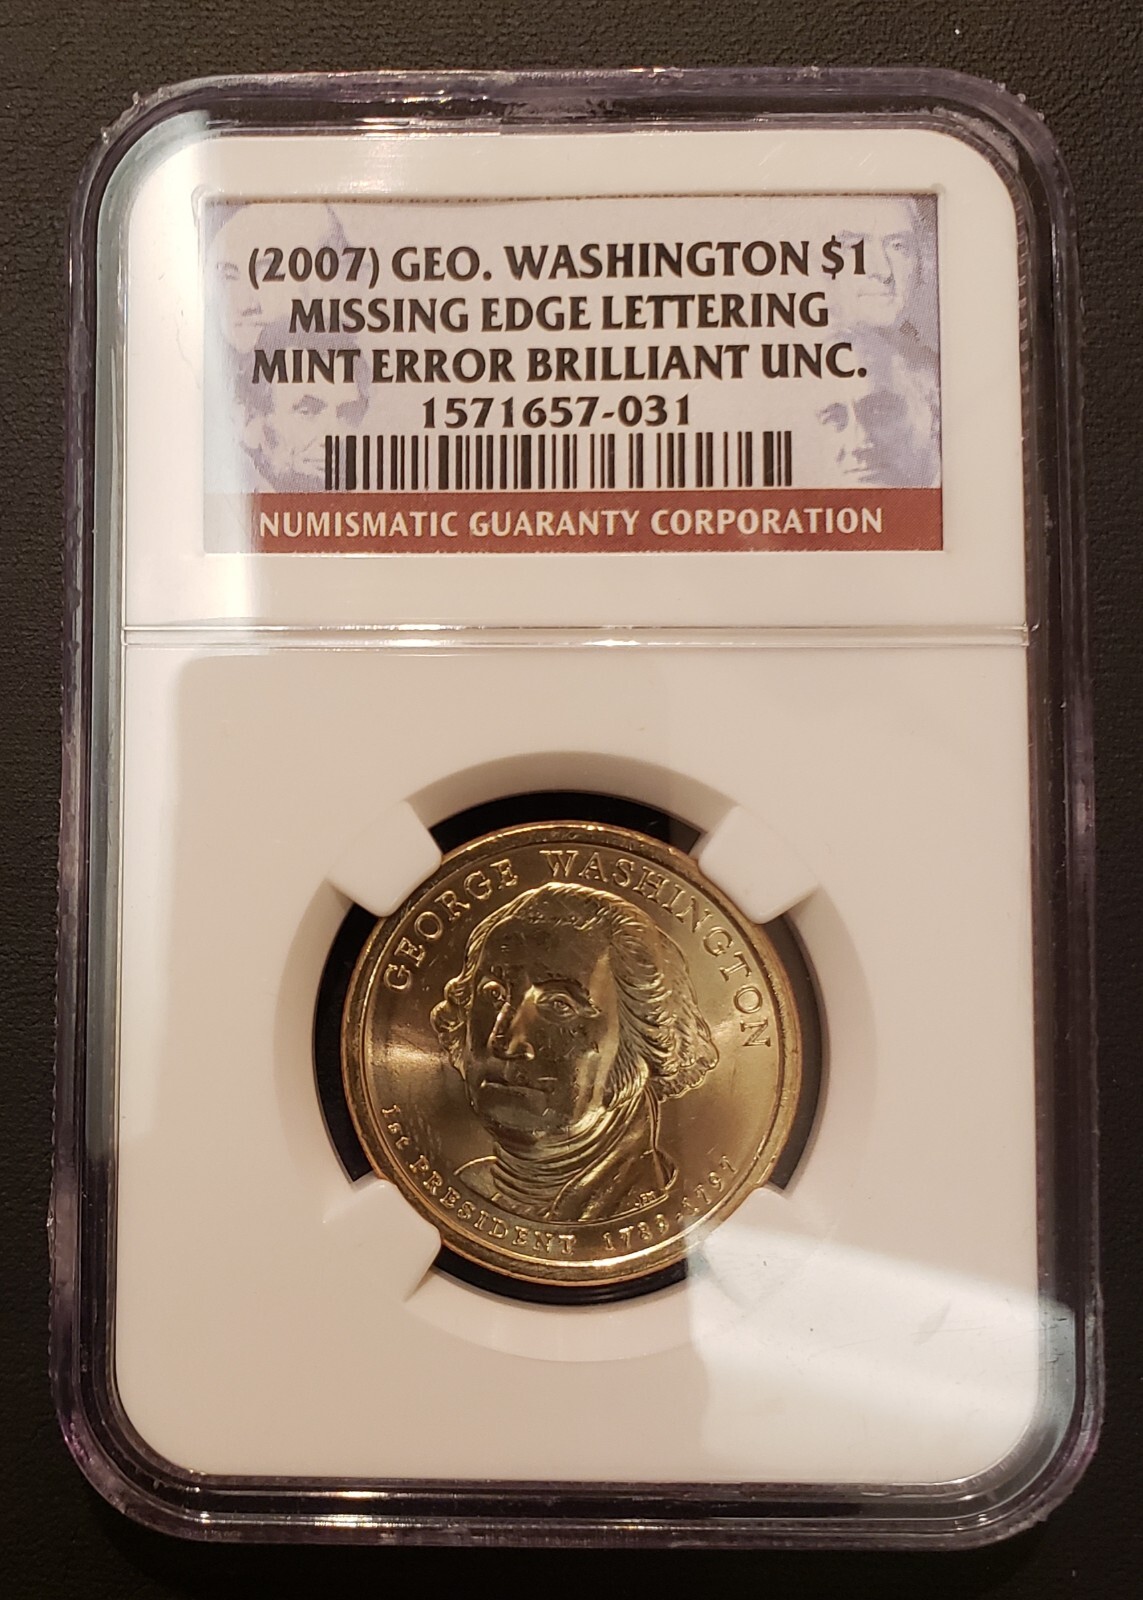 (2007) GEO. WASHINGTON $1
MISSING EDGE LETTERING
MINT ERROR BRILLIANT UNC.
1571657-031
NUMISMATIC GUARANTY CORPORATION
GEORGE WASHINGTON
1st PRESIDENT 1789-1797